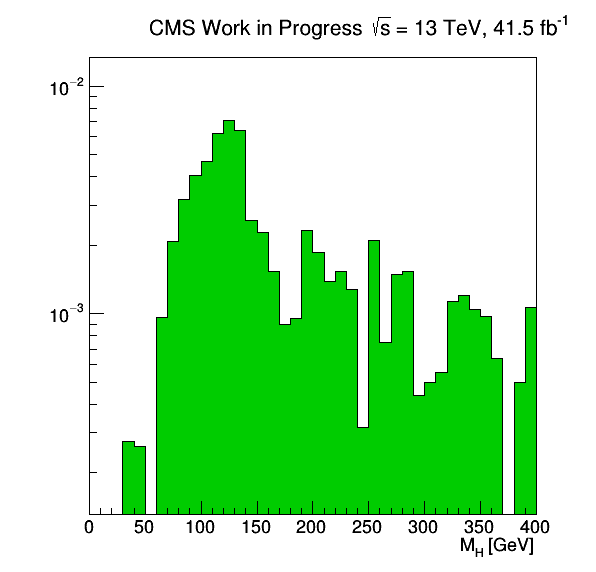 CMS Work in Progress √s = 13 TeV, 41.5 fb⁻¹
10⁻²
10⁻³
0 50 100 150 200 250 300 350 400
M_H [GeV]